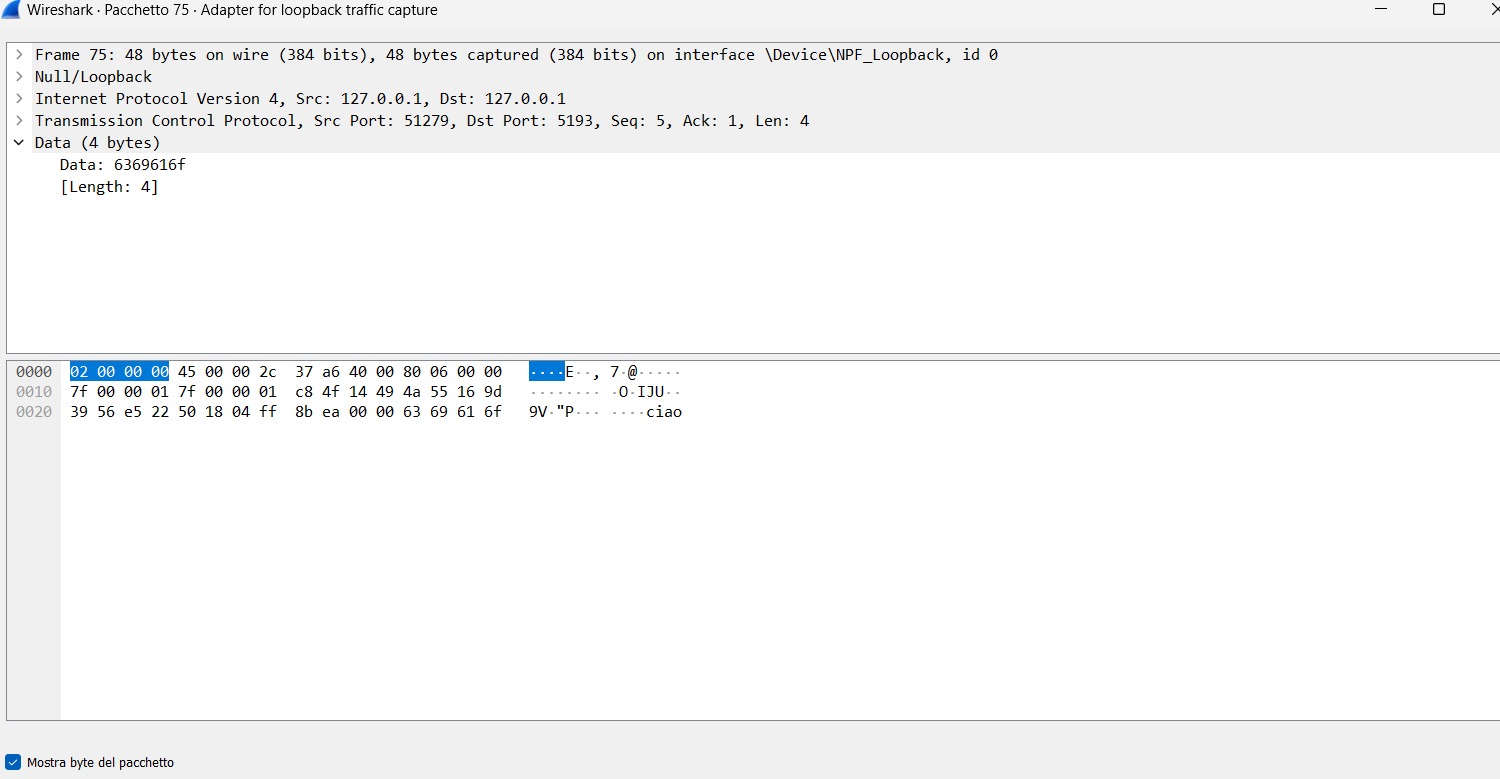 Wireshark · Pacchetto 75 · Adapter for loopback traffic capture
Frame 75: 48 bytes on wire (384 bits), 48 bytes captured (384 bits) on interface \Device\NPF_Loopback, id 0
Null/Loopback
Internet Protocol Version 4, Src: 127.0.0.1, Dst: 127.0.0.1
Transmission Control Protocol, Src Port: 51279, Dst Port: 5193, Seq: 5, Ack: 1, Len: 4
Data (4 bytes)
Data: 6369616f
[Length: 4]
0000 02 00 00 00 45 00 00 2c 37 a6 40 00 80 06 00 00 ····E··, 7·@·····
0010 7f 00 00 01 7f 00 00 01 c8 4f 14 49 4a 55 16 9d ········ ·O·IJU··
0020 39 56 e5 22 50 18 04 ff 8b ea 00 00 63 69 61 6f 9V·"P··· ····ciao
Mostra byte del pacchetto